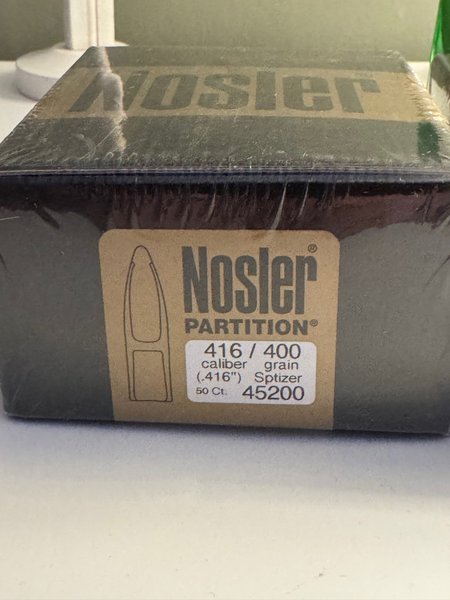 Nosler
Nosler®
PARTITION®
416 / 400
caliber grain
(.416") Sptizer
50 Ct. 45200